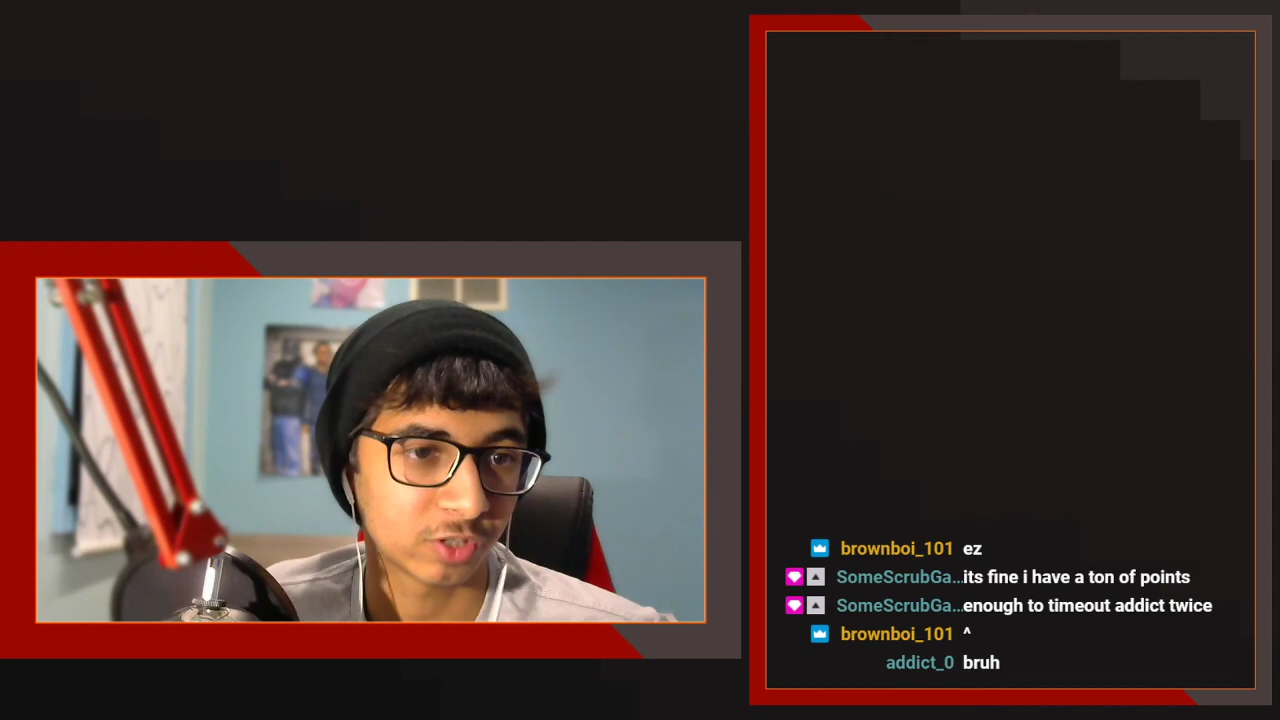 brownboi_101 ez
SomeScrubGa… its fine i have a ton of points
SomeScrubGa… enough to timeout addict twice
brownboi_101 ^
addict_0 bruh